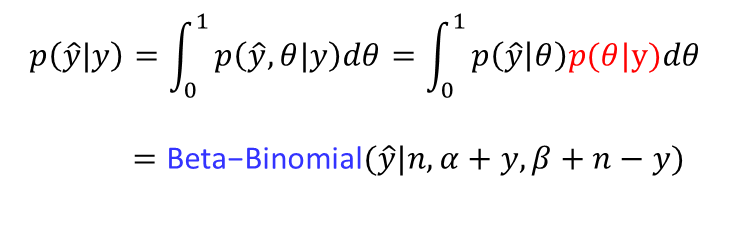 p(ŷ|y) = ∫₀¹ p(ŷ, θ|y)dθ = ∫₀¹ p(ŷ|θ)p(θ|y)dθ
= Beta−Binomial(ŷ|n, α + y, β + n − y)